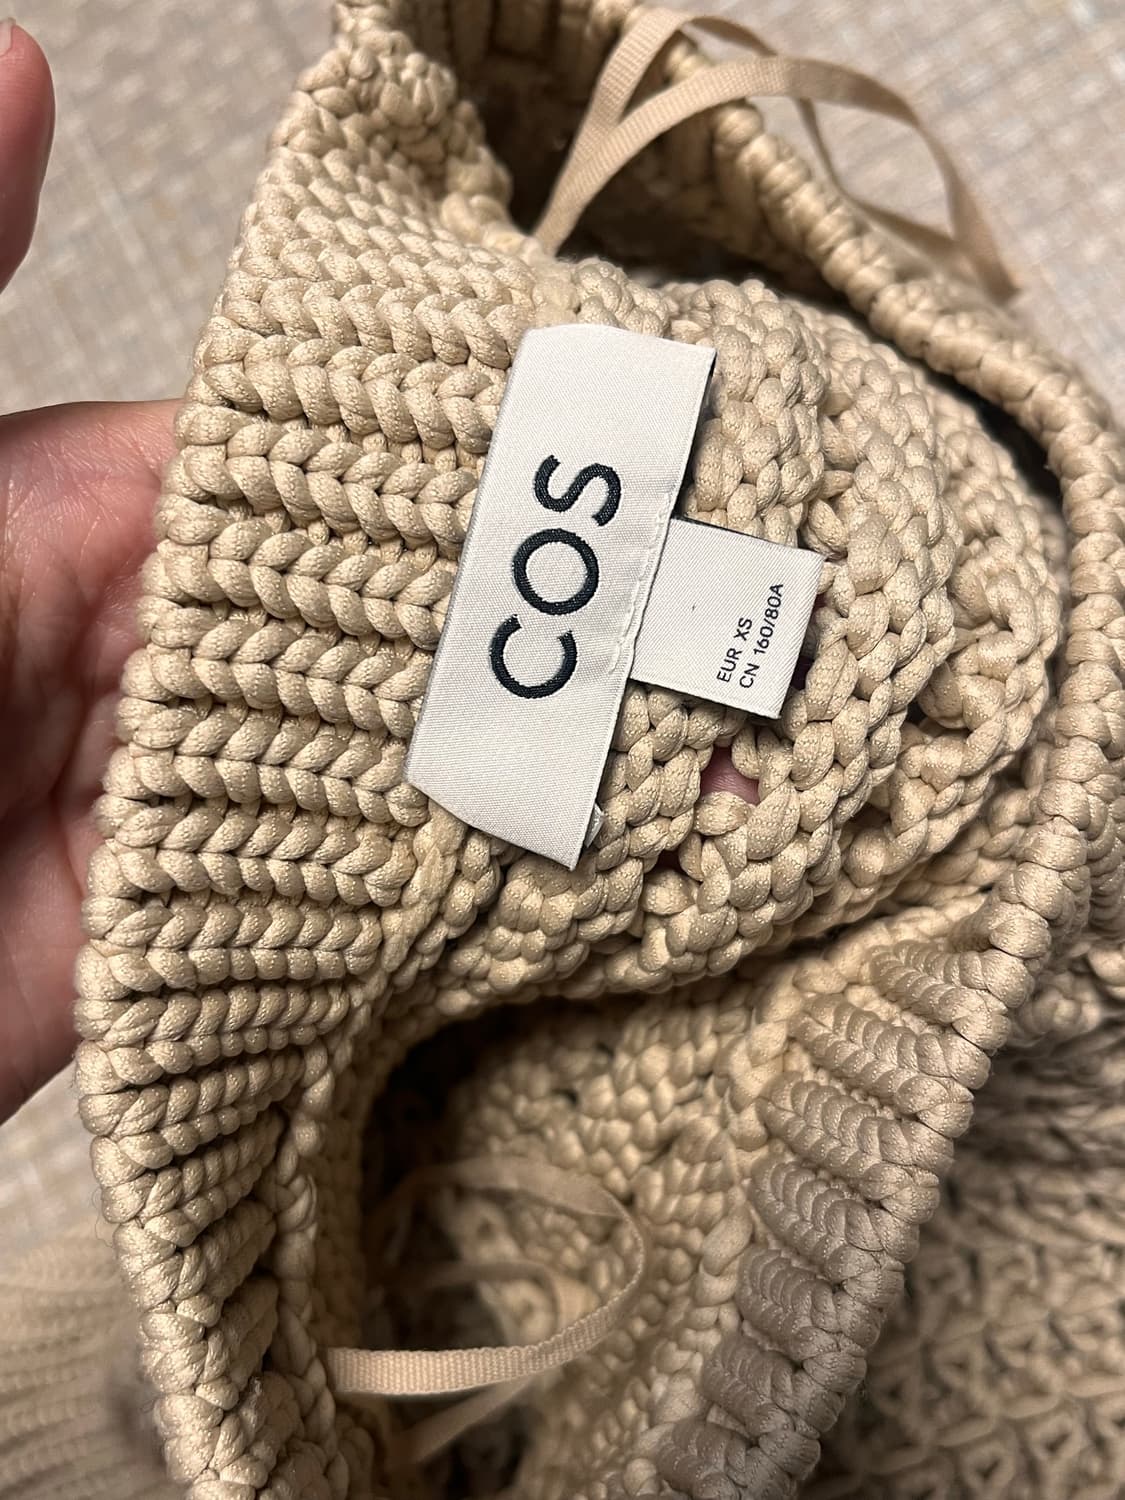 COS
EUR XS
CN 160/80A